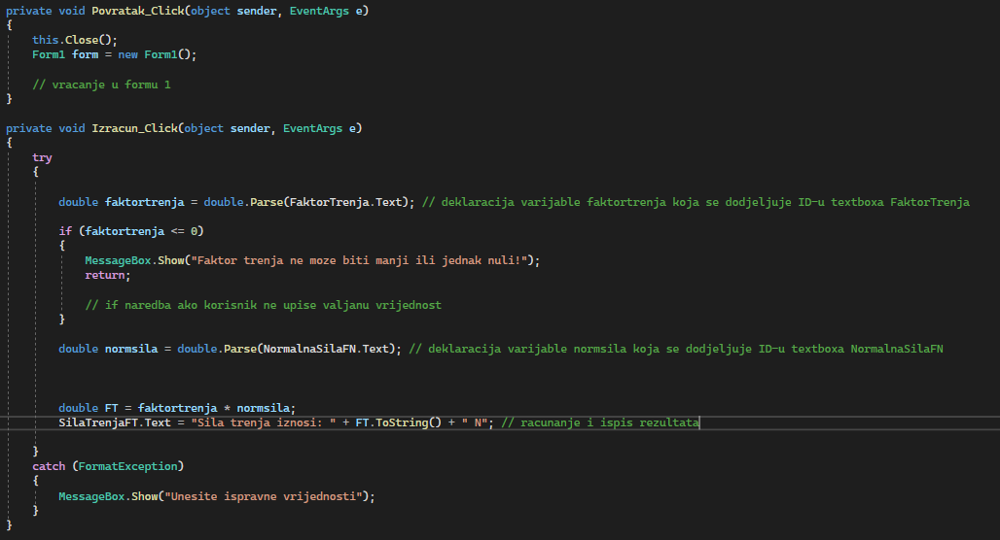 private void Povratak_Click(object sender, EventArgs e)
{
this.Close();
Form1 form = new Form1();
// vracanje u formu 1
}
private void Izracun_Click(object sender, EventArgs e)
{
try
{
double faktortrenja = double.Parse(FaktorTrenja.Text); // deklaracija varijable faktortrenja koja se dodjeljuje ID-u textboxa FaktorTrenja
if (faktortrenja <= 0)
{
MessageBox.Show("Faktor trenja ne moze biti manji ili jednak nuli!");
return;
// if naredba ako korisnik ne upise valjanu vrijednost
}
double normsila = double.Parse(NormalnaSilaFN.Text); // deklaracija varijable normsila koja se dodjeljuje ID-u textboxa NormalnaSilaFN
double FT = faktortrenja * normsila;
SilaTrenjaFT.Text = "Sila trenja iznosi: " + FT.ToString() + " N"; // racunanje i ispis rezultata
}
catch (FormatException)
{
MessageBox.Show("Unesite ispravne vrijednosti");
}
}